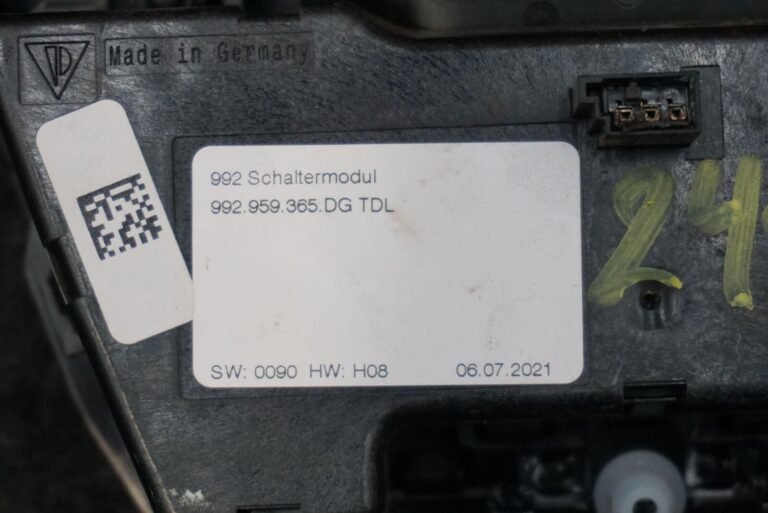 Made in Germany
992 Schaltermodul
992.959.365.DG TDL
SW: 0090 HW: H08 06.07.2021